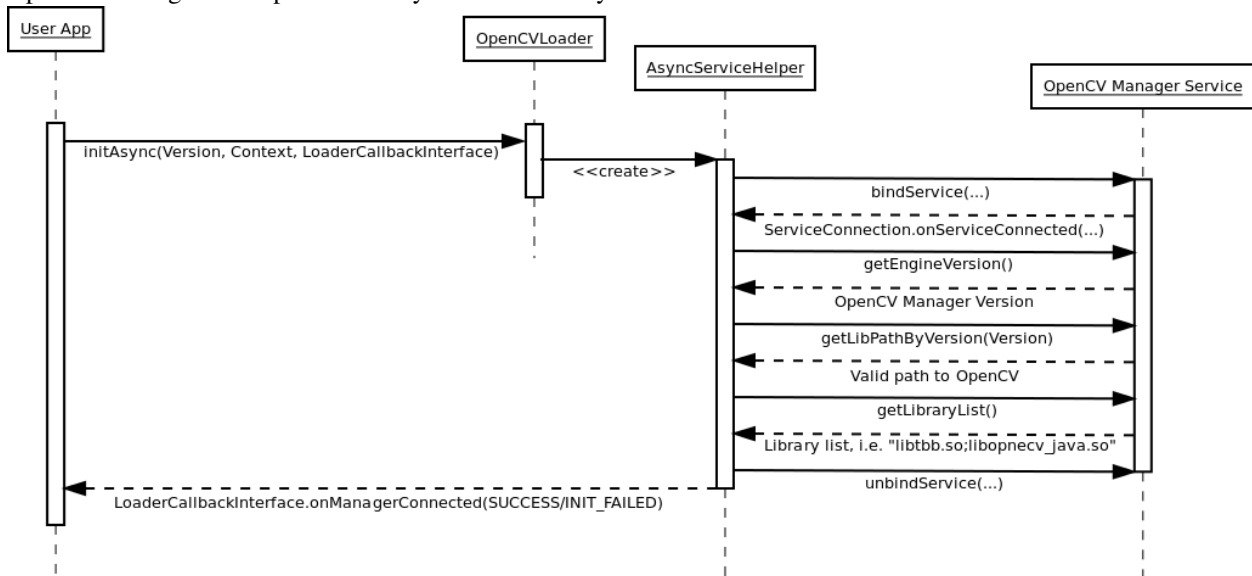 User App
OpenCVLoader
AsyncServiceHelper
OpenCV Manager Service
initAsync(Version, Context, LoaderCallbackInterface)
<<create>>
bindService(...)
ServiceConnection.onServiceConnected(...)
getEngineVersion()
OpenCV Manager Version
getLibPathByVersion(Version)
Valid path to OpenCV
getLibraryList()
Library list, i.e. "libtbb.so;libopnecv_java.so"
unbindService(...)
LoaderCallbackInterface.onManagerConnected(SUCCESS/INIT_FAILED)